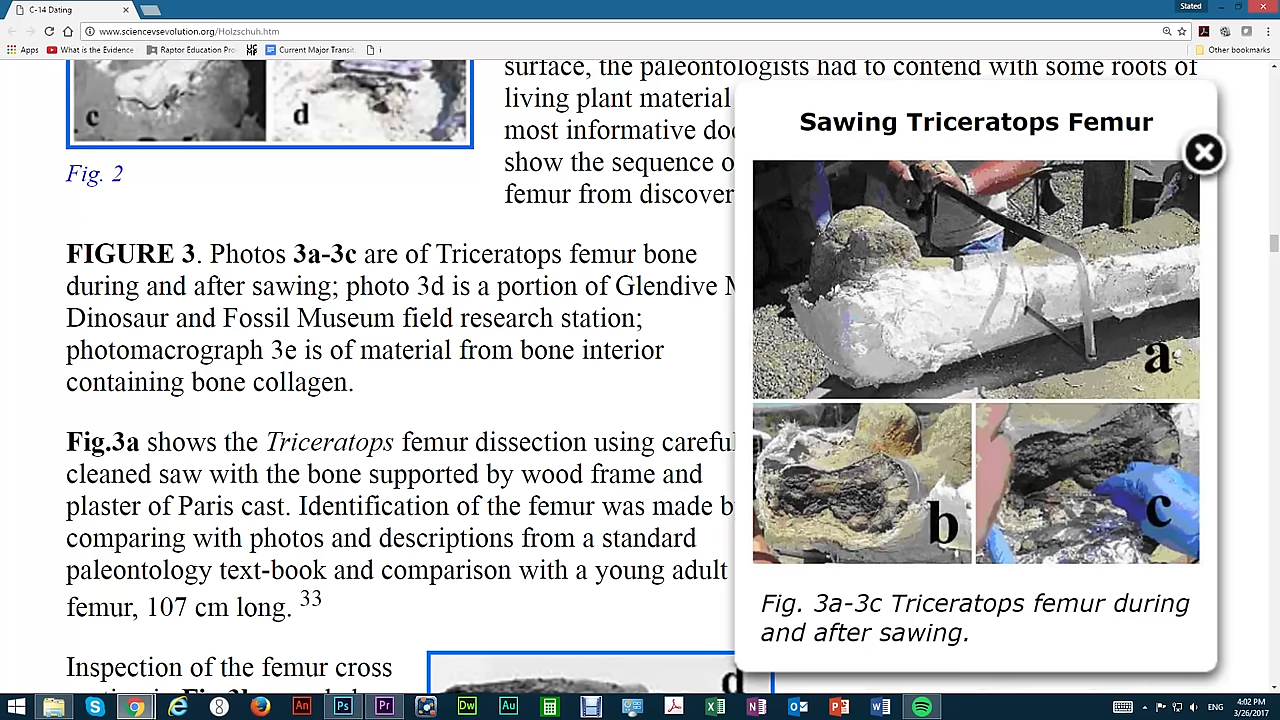 C-14 Dating
Stated
www.sciencevsevolution.org/Holzschuh.htm
Apps
What is the Evidence
Raptor Education Pro
Current Major Transit
i
Other bookmarks
c
d
Fig. 2
surface, the paleontologists had to contend with some roots of
living plant material
most informative doc
show the sequence o
femur from discover
FIGURE 3. Photos 3a-3c are of Triceratops femur bone
during and after sawing; photo 3d is a portion of Glendive M
Dinosaur and Fossil Museum field research station;
photomacrograph 3e is of material from bone interior
containing bone collagen.
Fig.3a shows the Triceratops femur dissection using careful
cleaned saw with the bone supported by wood frame and
plaster of Paris cast. Identification of the femur was made b
comparing with photos and descriptions from a standard
paleontology text-book and comparison with a young adult
femur, 107 cm long. 33
Inspection of the femur cross
d
Sawing Triceratops Femur
a
b
c
Fig. 3a-3c Triceratops femur during
and after sawing.
An
Ps
Pr
Dw
Au
4:02 PM
3/26/2017